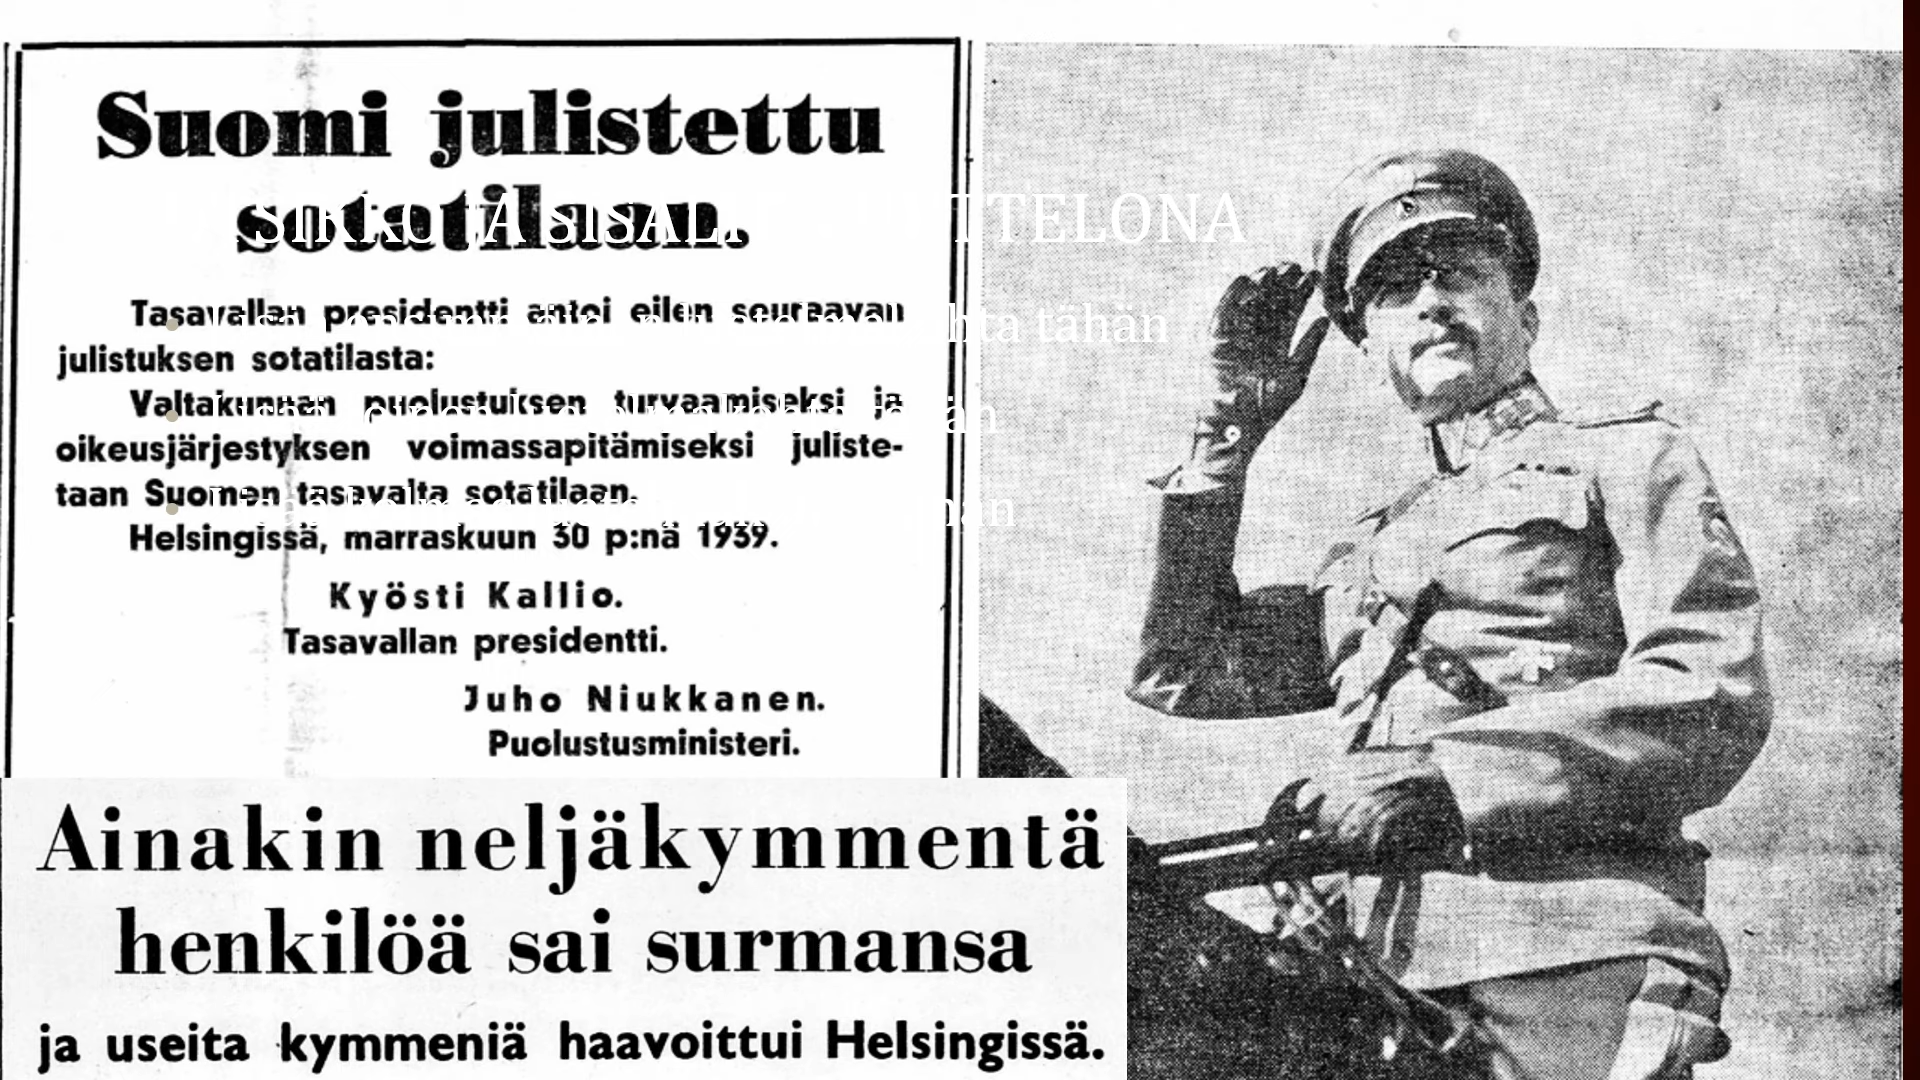 Suomi julistettu
sotatilaan.
Tasavallan presidentti antoi eilen seuraavan
julistuksen sotatilasta:
Valtakunnan puolustuksen turvaamiseksi ja
oikeusjärjestyksen voimassapitämiseksi juliste-
taan Suomen tasavalta sotatilaan.
Helsingissä, marraskuun 30 p:nä 1939.
Kyösti Kallio.
Tasavallan presidentti.
Juho Niukkanen.
Puolustusministeri.
Ainakin neljäkymmentä
henkilöä sai surmansa
ja useita kymmeniä haavoittui Helsingissä.
tähän